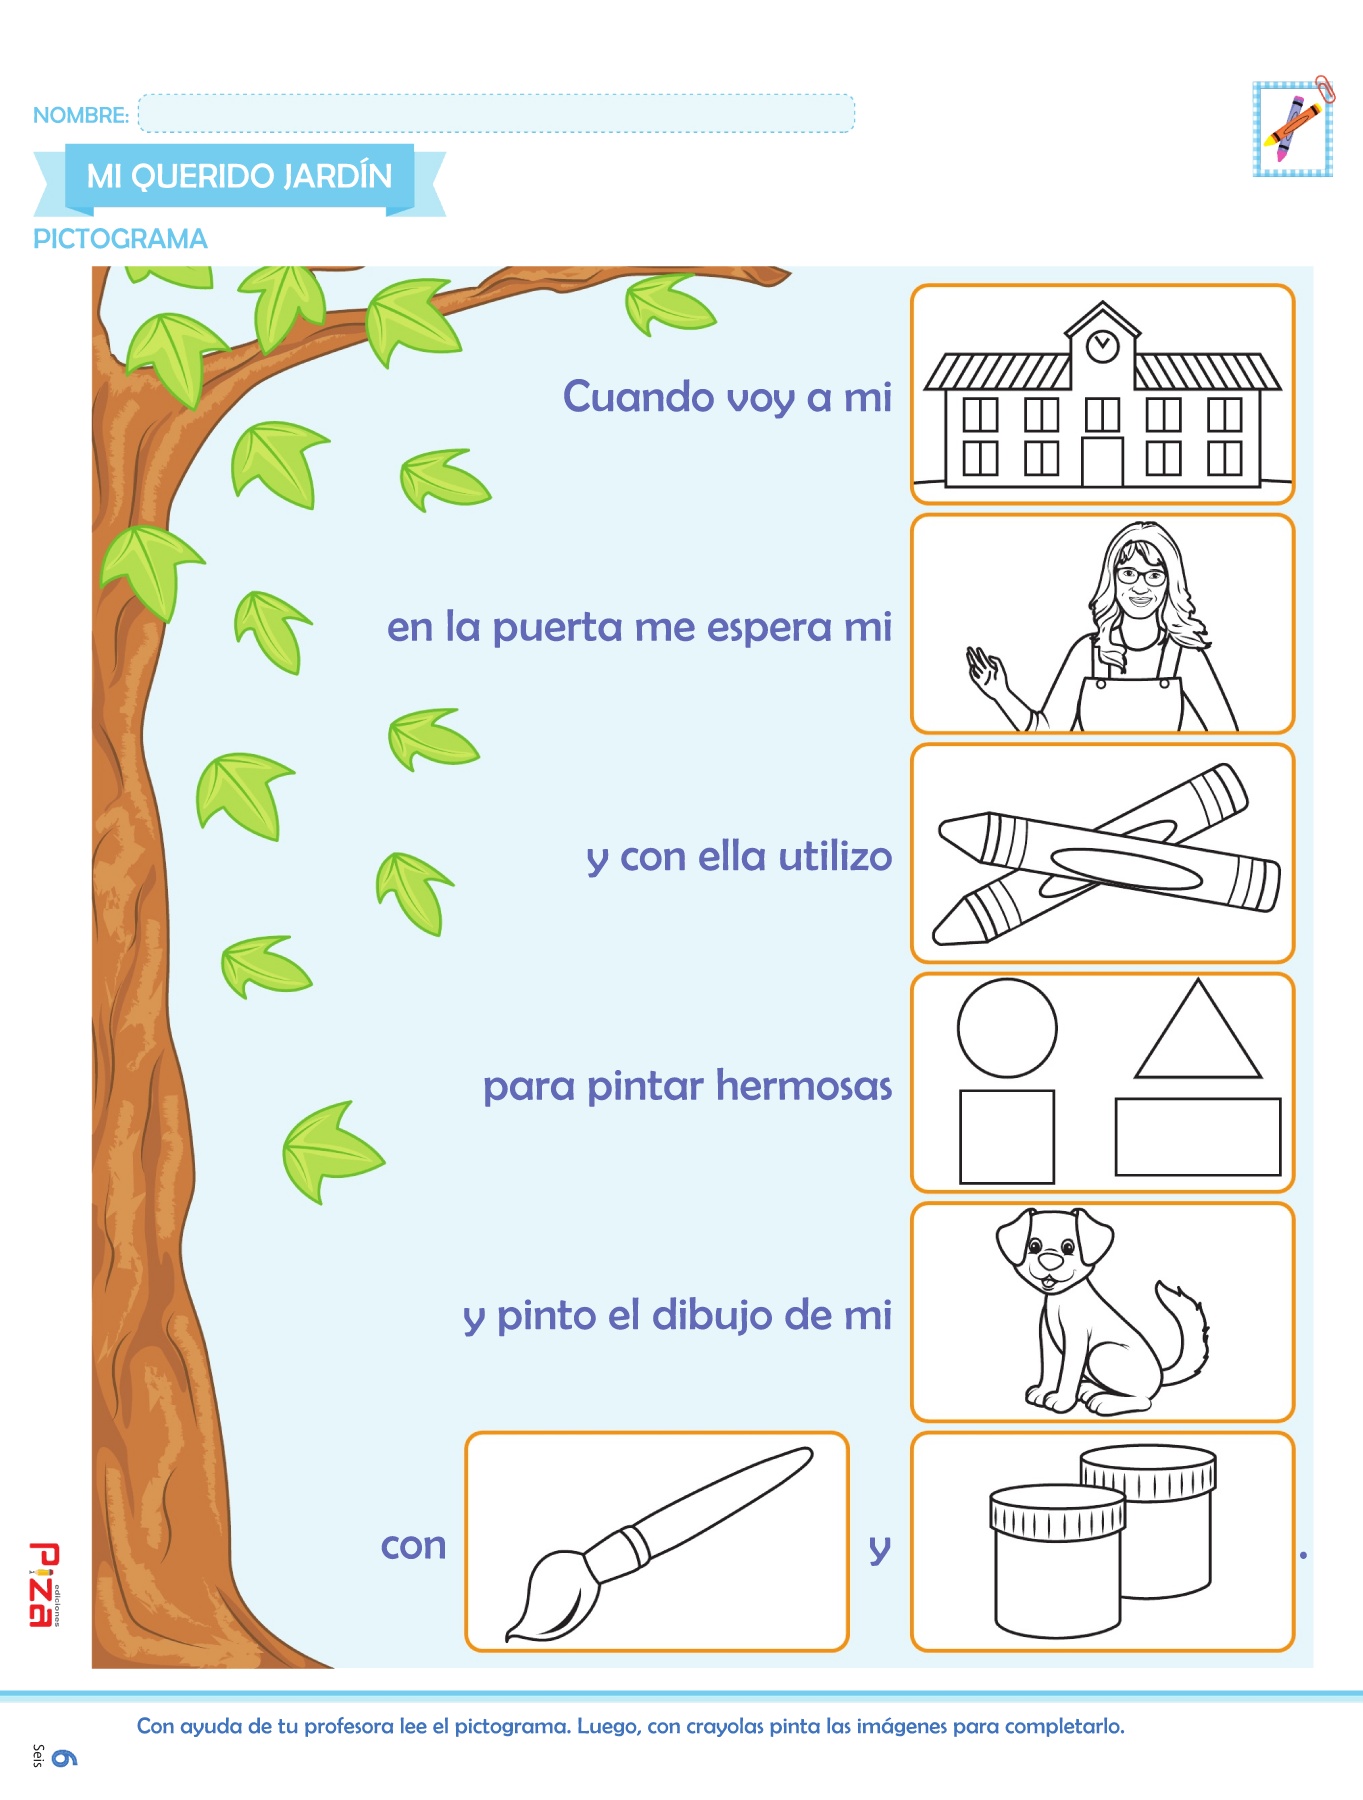 NOMBRE:
MI QUERIDO JARDÍN
PICTOGRAMA
Cuando voy a mi
en la puerta me espera mi
y con ella utilizo
para pintar hermosas
y pinto el dibujo de mi
con
y
.
Piza
ediciones
Con ayuda de tu profesora lee el pictograma. Luego, con crayolas pinta las imágenes para completarlo.
Seis
6